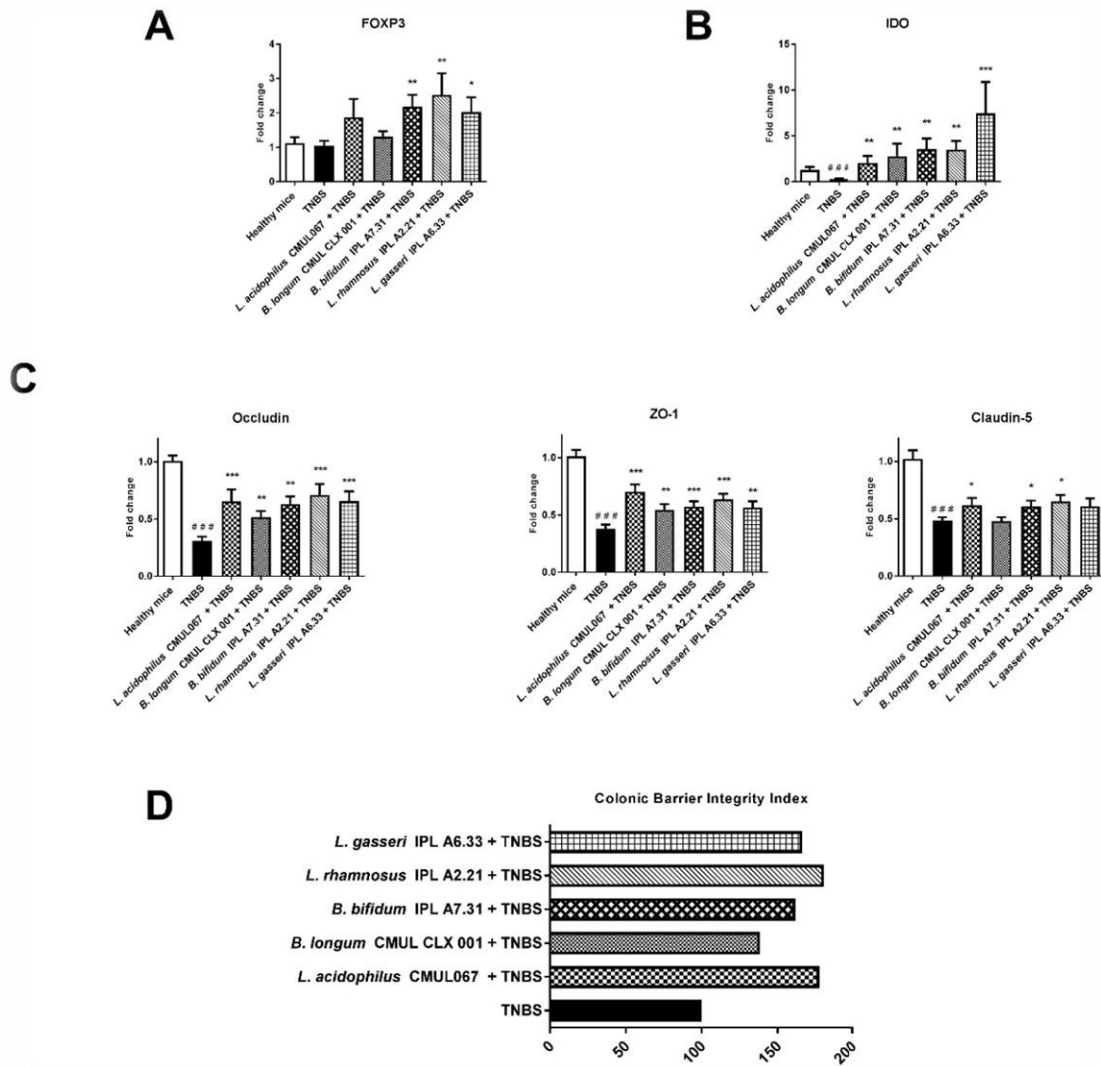 A
FOXP3
Fold change
4
3
2
1
0
**
**
*
Healthy mice
TNBS
L. acidophilus CMUL067 + TNBS
B. longum CMUL CLX 001 + TNBS
B. bifidum IPL A7.31 + TNBS
L. rhamnosus IPL A2.21 + TNBS
L. gasseri IPL A6.33 + TNBS
B
IDO
Fold change
15
10
5
0
###
**
**
**
**
***
Healthy mice
TNBS
L. acidophilus CMUL067 + TNBS
B. longum CMUL CLX 001 + TNBS
B. bifidum IPL A7.31 + TNBS
L. rhamnosus IPL A2.21 + TNBS
L. gasseri IPL A6.33 + TNBS
C
Occludin
Fold change
1.0
0.5
0.0
###
***
**
**
***
***
Healthy mice
TNBS
L. acidophilus CMUL067 + TNBS
B. longum CMUL CLX 001 + TNBS
B. bifidum IPL A7.31 + TNBS
L. rhamnosus IPL A2.21 + TNBS
L. gasseri IPL A6.33 + TNBS
ZO-1
Fold change
1.0
0.5
0.0
###
***
**
***
***
**
Healthy mice
TNBS
L. acidophilus CMUL067 + TNBS
B. longum CMUL CLX 001 + TNBS
B. bifidum IPL A7.31 + TNBS
L. rhamnosus IPL A2.21 + TNBS
L. gasseri IPL A6.33 + TNBS
Claudin-5
Fold change
1.0
0.5
0.0
###
*
*
*
Healthy mice
TNBS
L. acidophilus CMUL067 + TNBS
B. longum CMUL CLX 001 + TNBS
B. bifidum IPL A7.31 + TNBS
L. rhamnosus IPL A2.21 + TNBS
L. gasseri IPL A6.33 + TNBS
D
Colonic Barrier Integrity Index
L. gasseri IPL A6.33 + TNBS
L. rhamnosus IPL A2.21 + TNBS
B. bifidum IPL A7.31 + TNBS
B. longum CMUL CLX 001 + TNBS
L. acidophilus CMUL067 + TNBS
TNBS
0
50
100
150
200